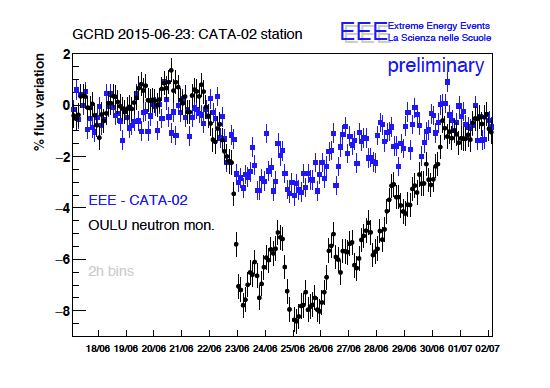 GCRD 2015-06-23: CATA-02 station
EEE Extreme Energy Events
La Scienza nelle Scuole
preliminary
% flux variation
2
0
−2
−4
−6
−8
EEE - CATA-02
OULU neutron mon.
2h bins
18/06 19/06 20/06 21/06 22/06 23/06 24/06 25/06 26/06 27/06 28/06 29/06 30/06 01/07 02/07